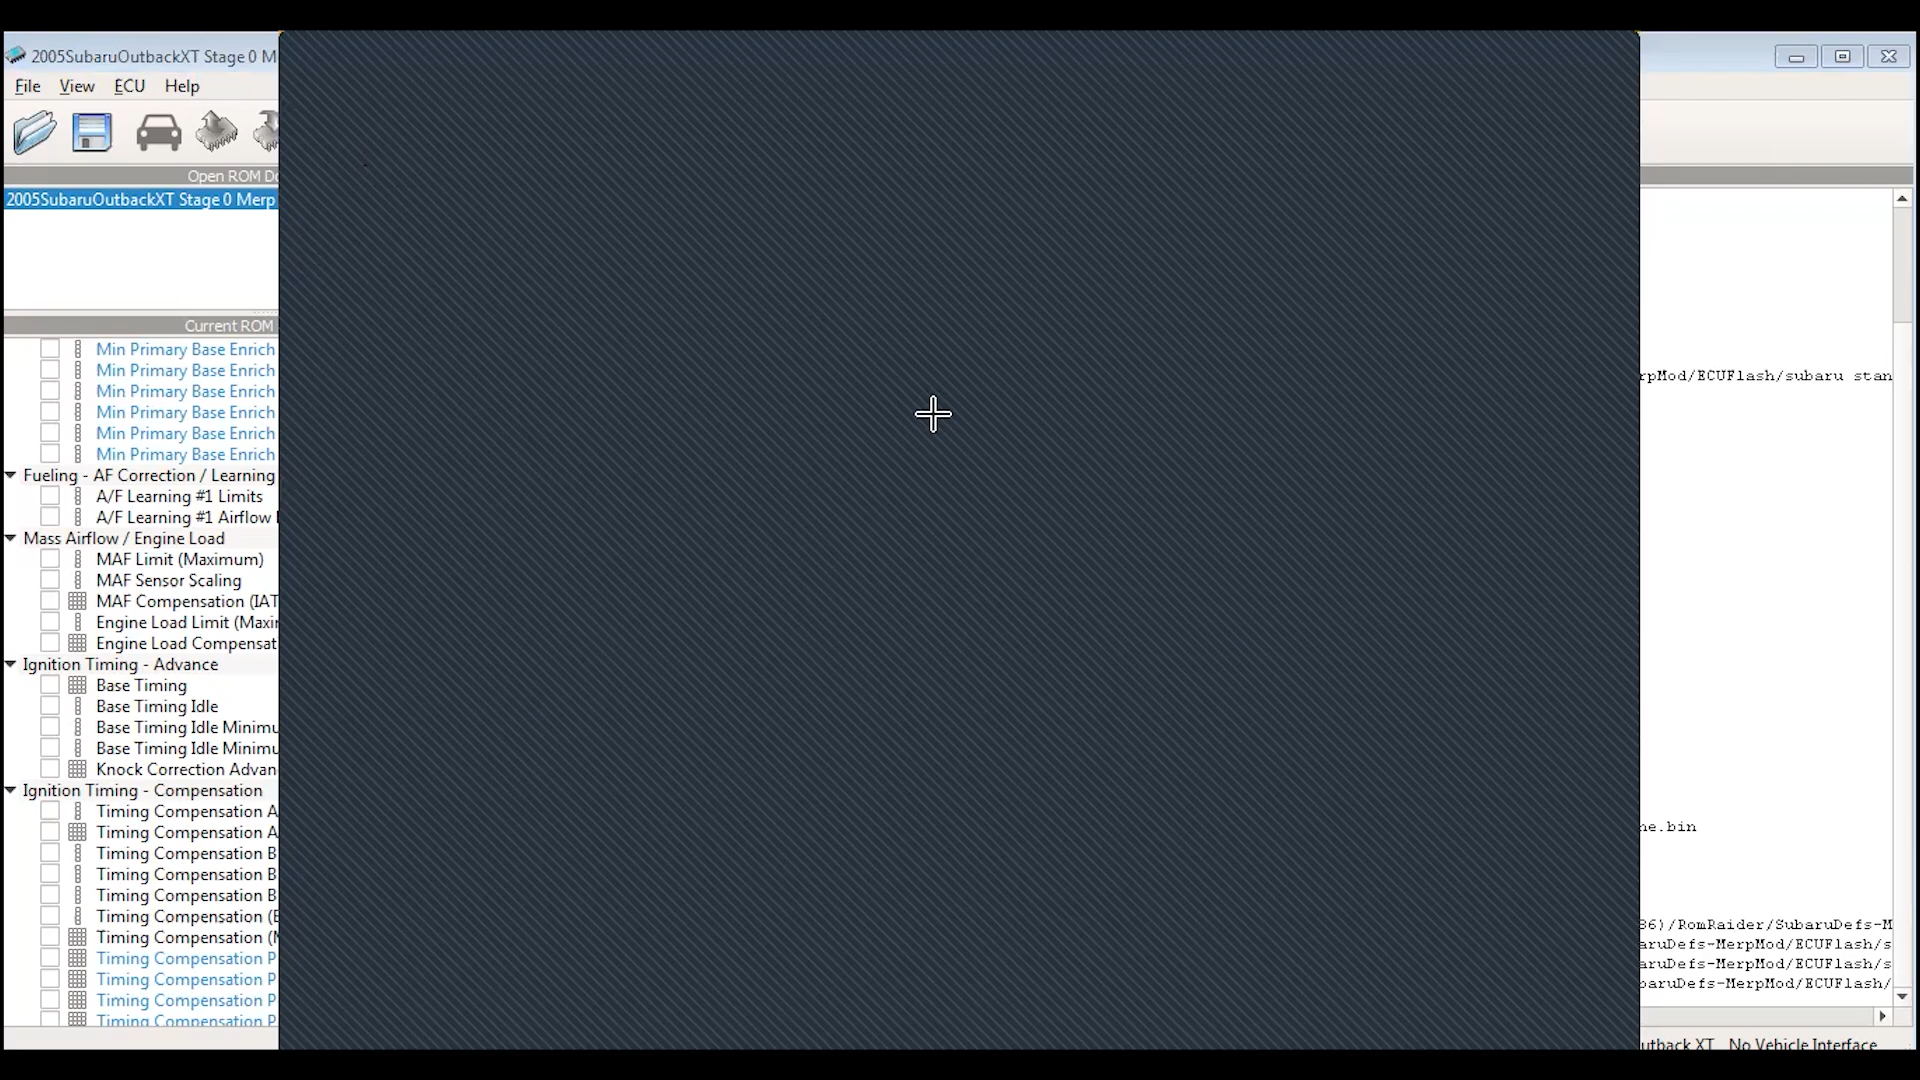 2005SubaruOutbackXT Stage 0 M
File View ECU Help
Open ROM Do
2005SubaruOutbackXT Stage 0 Merp
Current ROM
Min Primary Base Enrich
Min Primary Base Enrich
rpMod/ECUFlash/subaru stan
Min Primary Base Enrich
Min Primary Base Enrich
Min Primary Base Enrich
Min Primary Base Enrich
Fueling - AF Correction / Learning
A/F Learning #1 Limits
A/F Learning #1 Airflow
Mass Airflow / Engine Load
MAF Limit (Maximum)
MAF Sensor Scaling
MAF Compensation (IAT
Engine Load Limit (Maxi
Engine Load Compensat
Ignition Timing - Advance
Base Timing
Base Timing Idle
Base Timing Idle Minimu
Base Timing Idle Minimu
Knock Correction Advan
Ignition Timing - Compensation
Timing Compensation A
ne.bin
Timing Compensation A
Timing Compensation B
Timing Compensation B
Timing Compensation B
Timing Compensation (B
86)/RomRaider/SubaruDefs-M
Timing Compensation (M
aruDefs-MerpMod/ECUFlash/s
Timing Compensation P
aruDefs-MerpMod/ECUFlash/s
Timing Compensation P
baruDefs-MerpMod/ECUFlash/
Timing Compensation P
Timing Compensation P
utback XT No Vehicle Interface